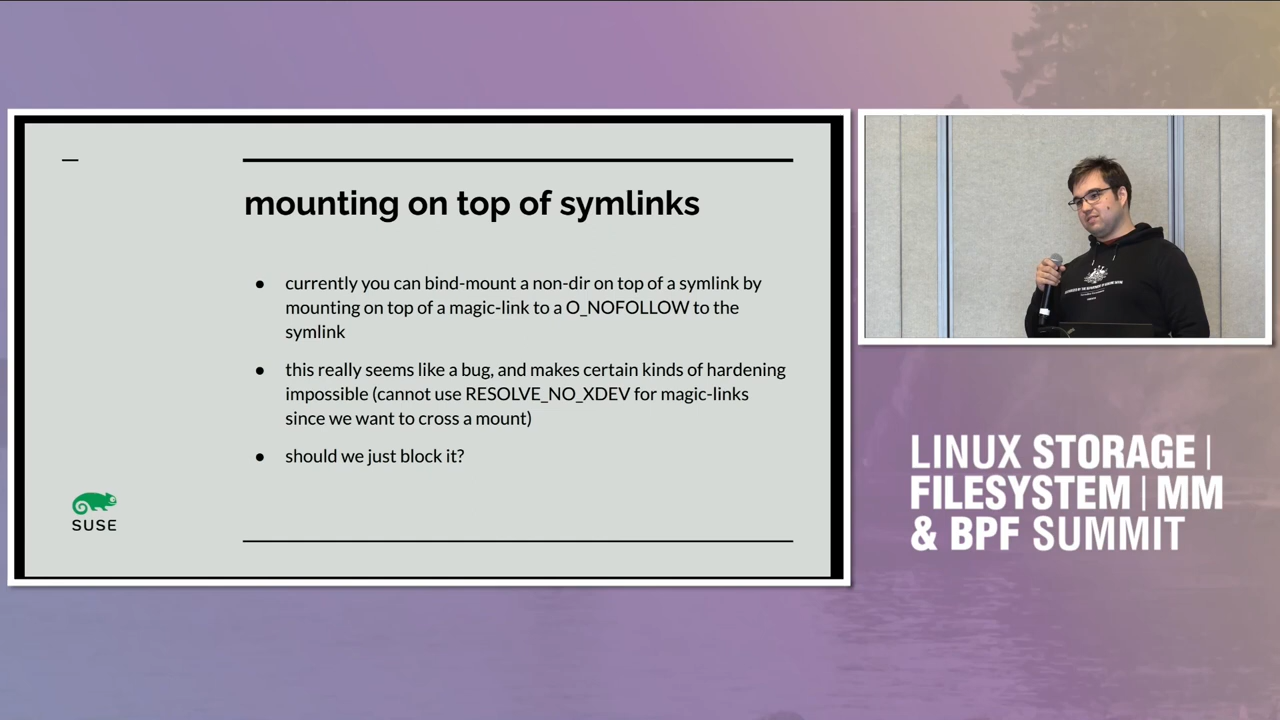 mounting on top of symlinks
● currently you can bind-mount a non-dir on top of a symlink by
mounting on top of a magic-link to a O_NOFOLLOW to the
symlink
● this really seems like a bug, and makes certain kinds of hardening
impossible (cannot use RESOLVE_NO_XDEV for magic-links
since we want to cross a mount)
● should we just block it?
SUSE
LINUX STORAGE |
FILESYSTEM | MM
& BPF SUMMIT